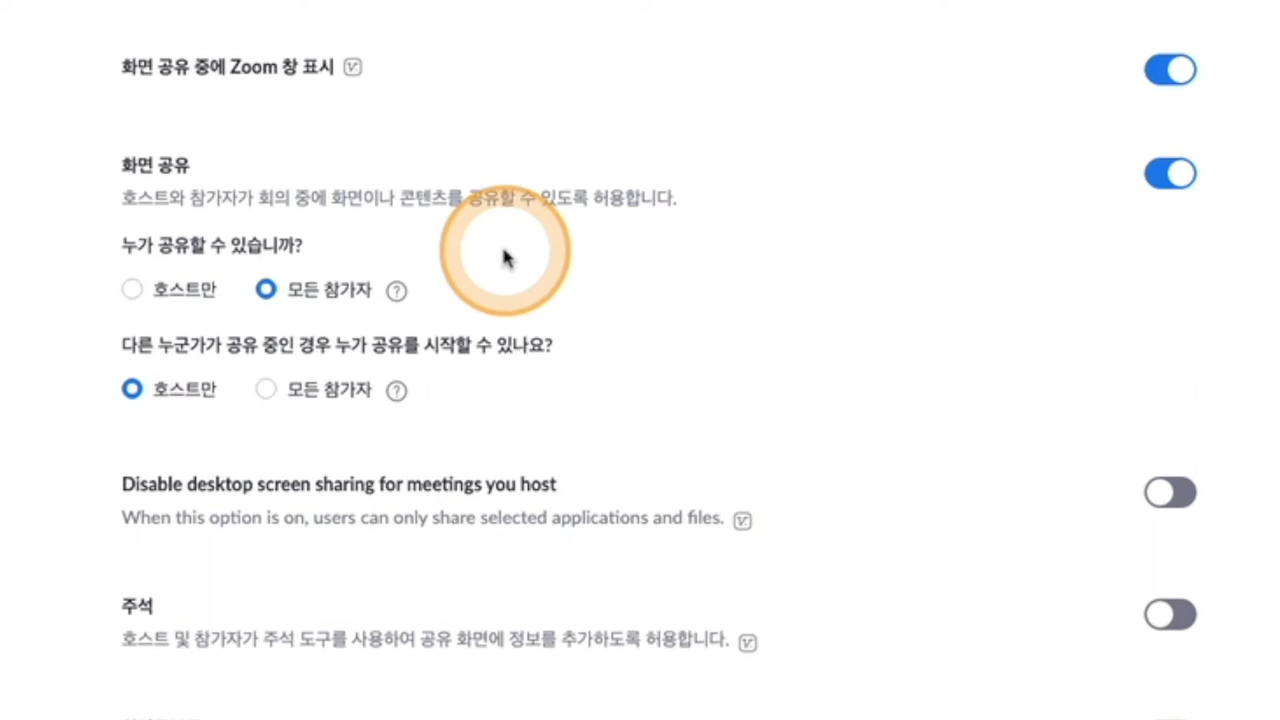 화면 공유 중에 Zoom 창 표시
화면 공유
호스트와 참가자가 회의 중에 화면이나 콘텐츠를 공유할 수 있도록 허용합니다.
누가 공유할 수 있습니까?
호스트만 모든 참가자
다른 누군가가 공유 중인 경우 누가 공유를 시작할 수 있나요?
호스트만 모든 참가자
Disable desktop screen sharing for meetings you host
When this option is on, users can only share selected applications and files.
주석
호스트 및 참가자가 주석 도구를 사용하여 공유 화면에 정보를 추가하도록 허용합니다.